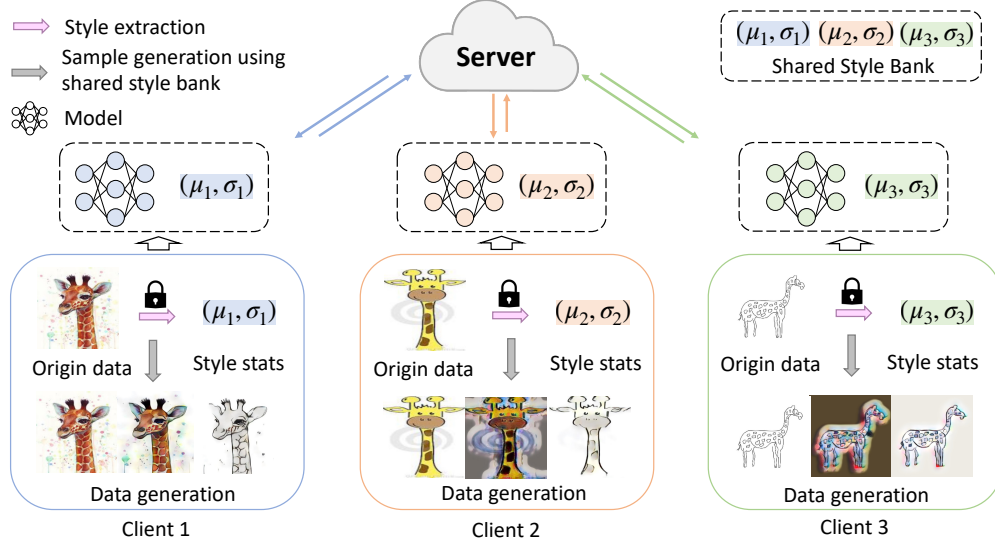 Style extraction
Sample generation using
shared style bank
Model
Server
(μ₁, σ₁) (μ₂, σ₂) (μ₃, σ₃)
Shared Style Bank
(μ₁, σ₁)
(μ₂, σ₂)
(μ₃, σ₃)
(μ₁, σ₁)
Origin data
Style stats
Data generation
Client 1
(μ₂, σ₂)
Origin data
Style stats
Data generation
Client 2
(μ₃, σ₃)
Origin data
Style stats
Data generation
Client 3